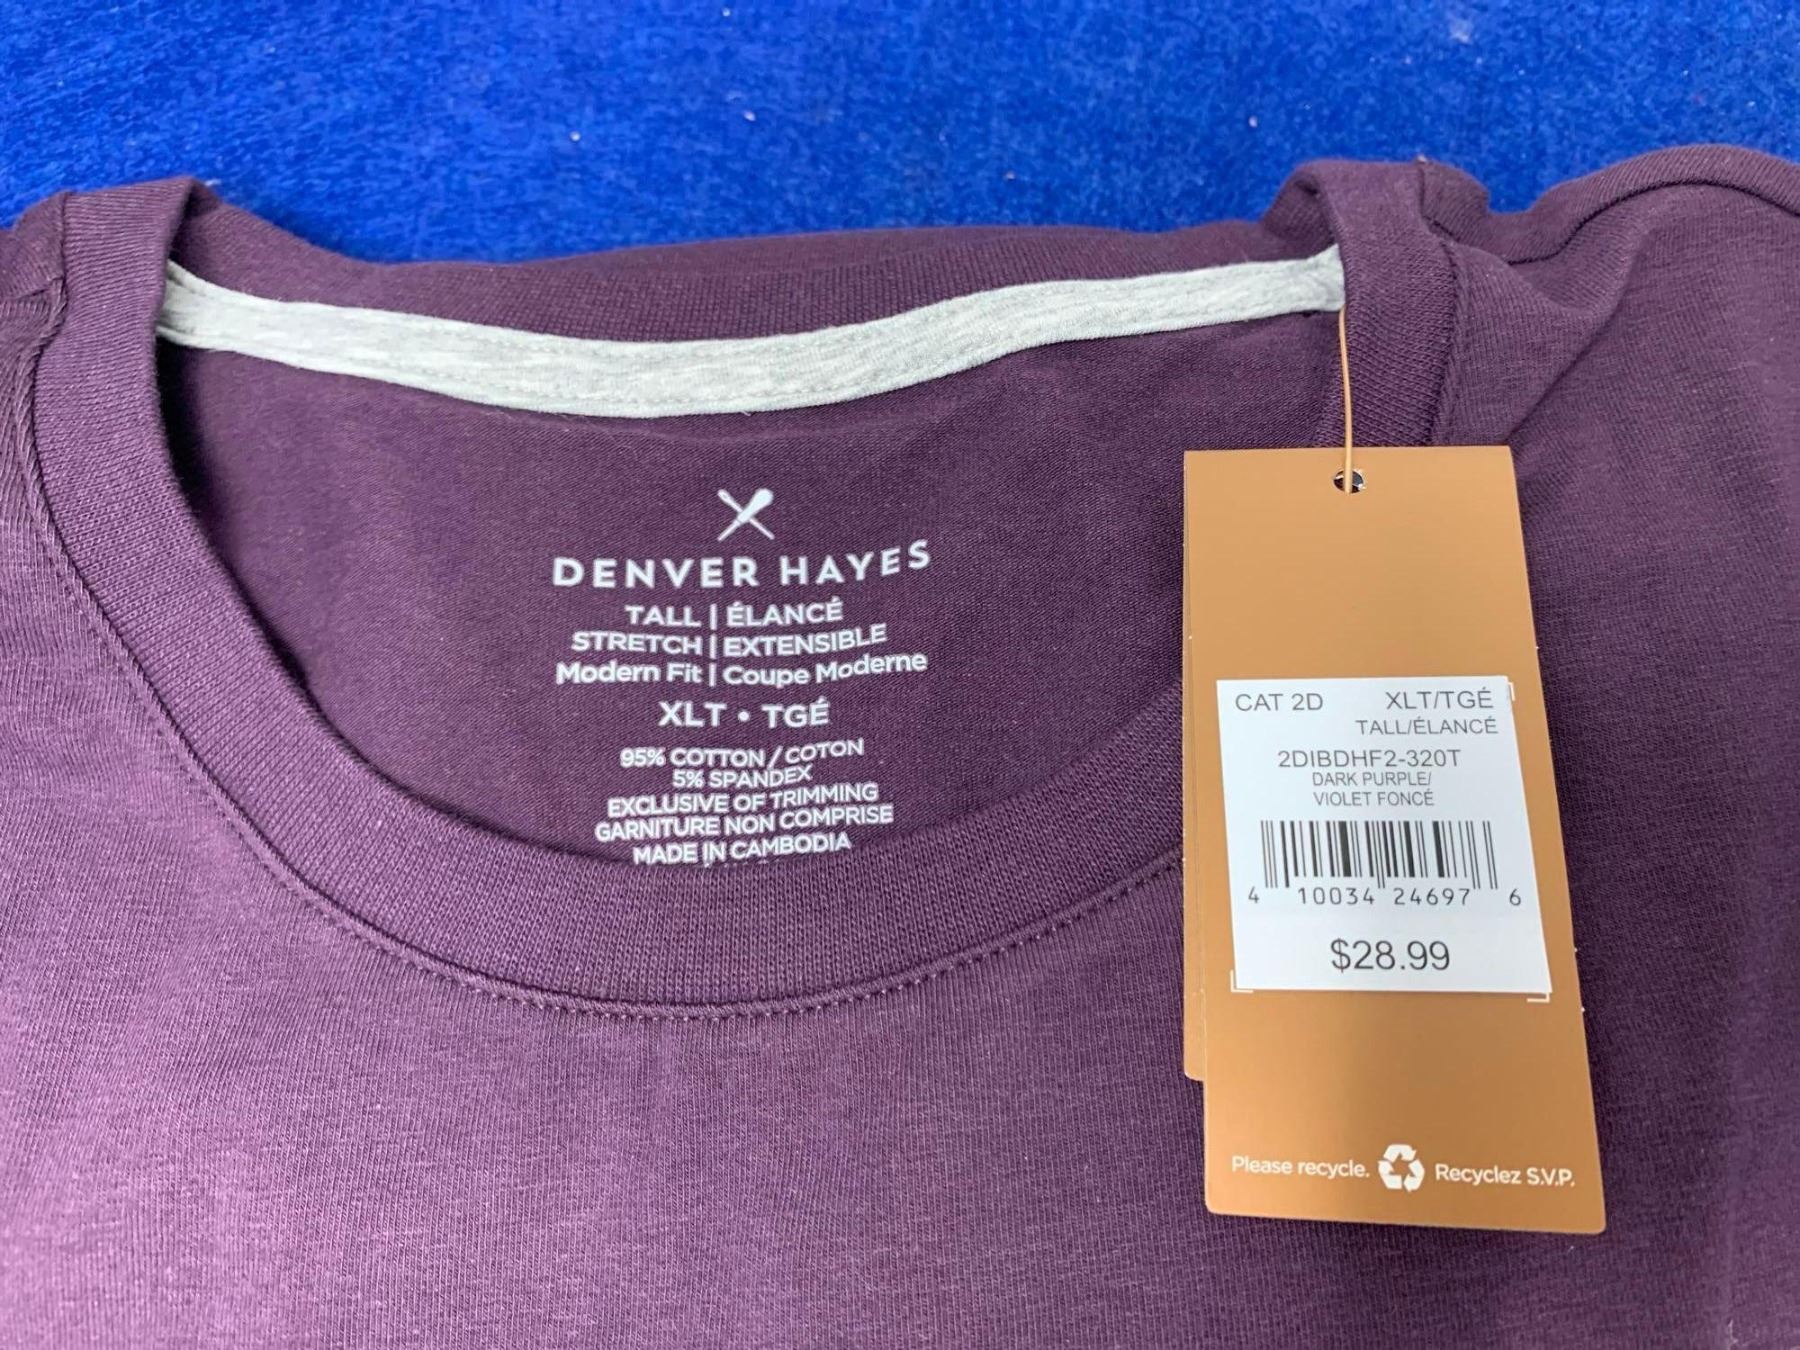 DENVER HAYES
TALL | ÉLANCÉ
STRETCH | EXTENSIBLE
Modern Fit | Coupe Moderne
XLT • TGÉ
95% COTTON / COTON
5% SPANDEX
EXCLUSIVE OF TRIMMING
GARNITURE NON COMPRISE
MADE IN CAMBODIA
CAT 2D XLT/TGÉ
TALL/ÉLANCÉ
2DIBDHF2-320T
DARK PURPLE/
VIOLET FONCÉ
4 10034 24697 6
$28.99
Please recycle. Recyclez S.V.P.